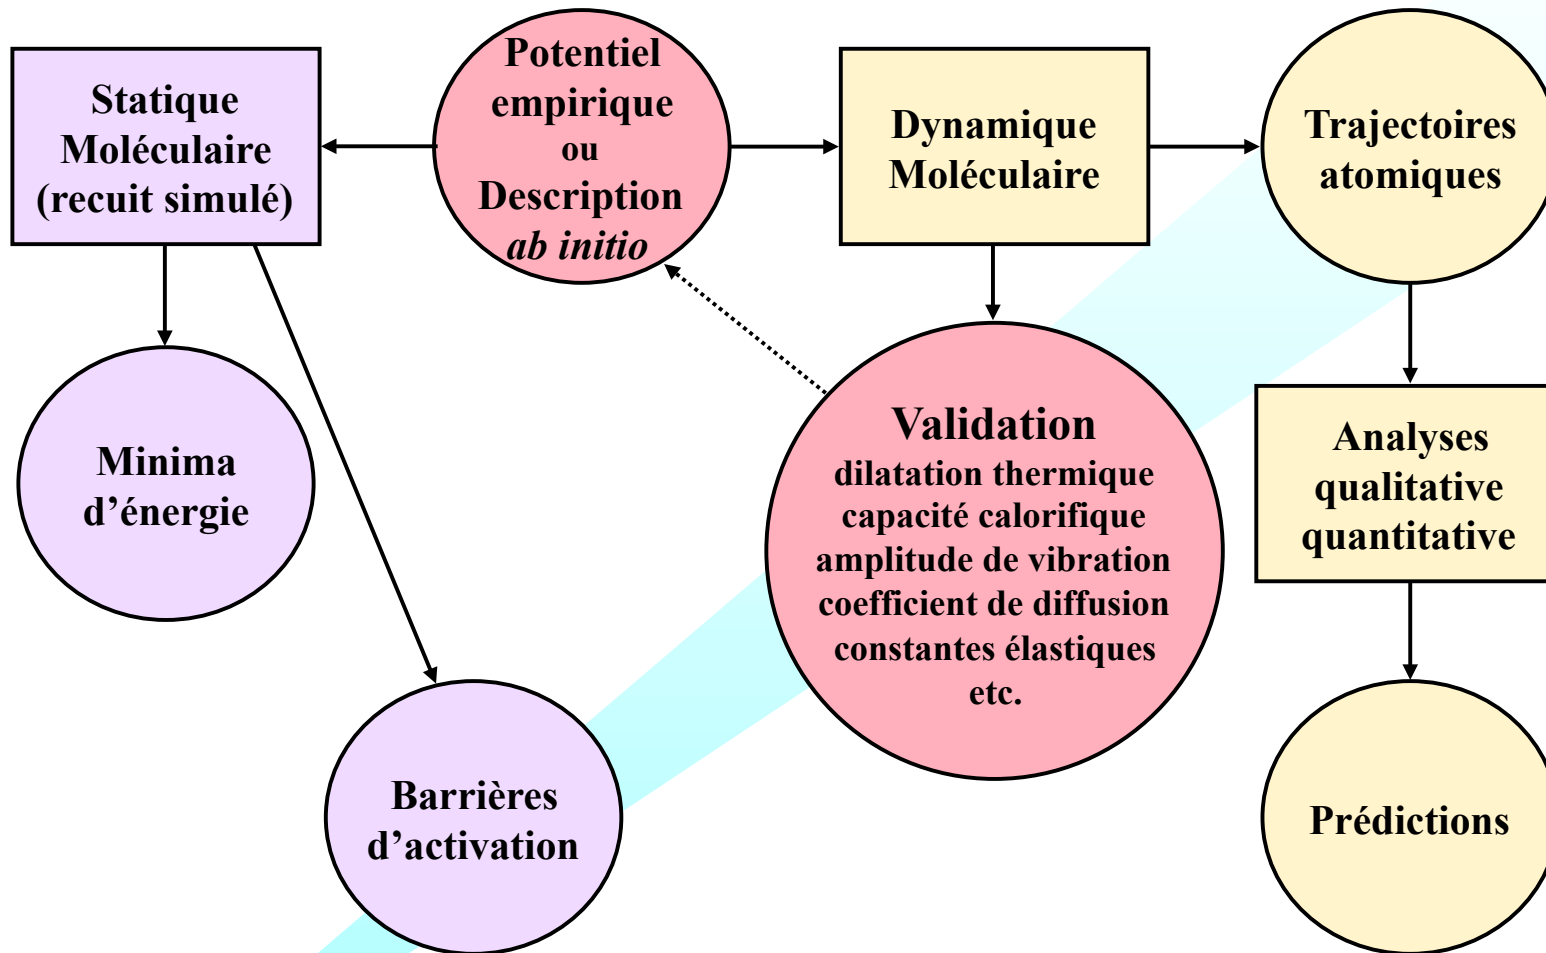 Statique
Moléculaire
(recuit simulé)
Potentiel
empirique
ou
Description
ab initio
Dynamique
Moléculaire
Trajectoires
atomiques
Minima
d’énergie
Validation
dilatation thermique
capacité calorifique
amplitude de vibration
coefficient de diffusion
constantes élastiques
etc.
Analyses
qualitative
quantitative
Barrières
d’activation
Prédictions